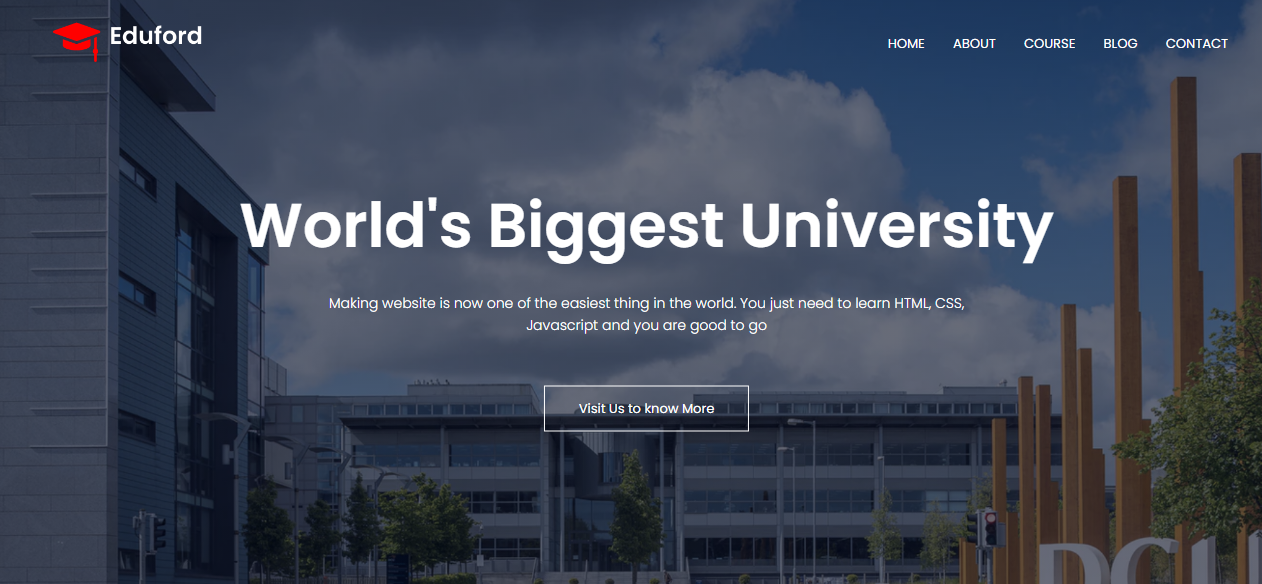 Eduford
HOME ABOUT COURSE BLOG CONTACT
World's Biggest University
Making website is now one of the easiest thing in the world. You just need to learn HTML, CSS,
Javascript and you are good to go
Visit Us to know More
DCU